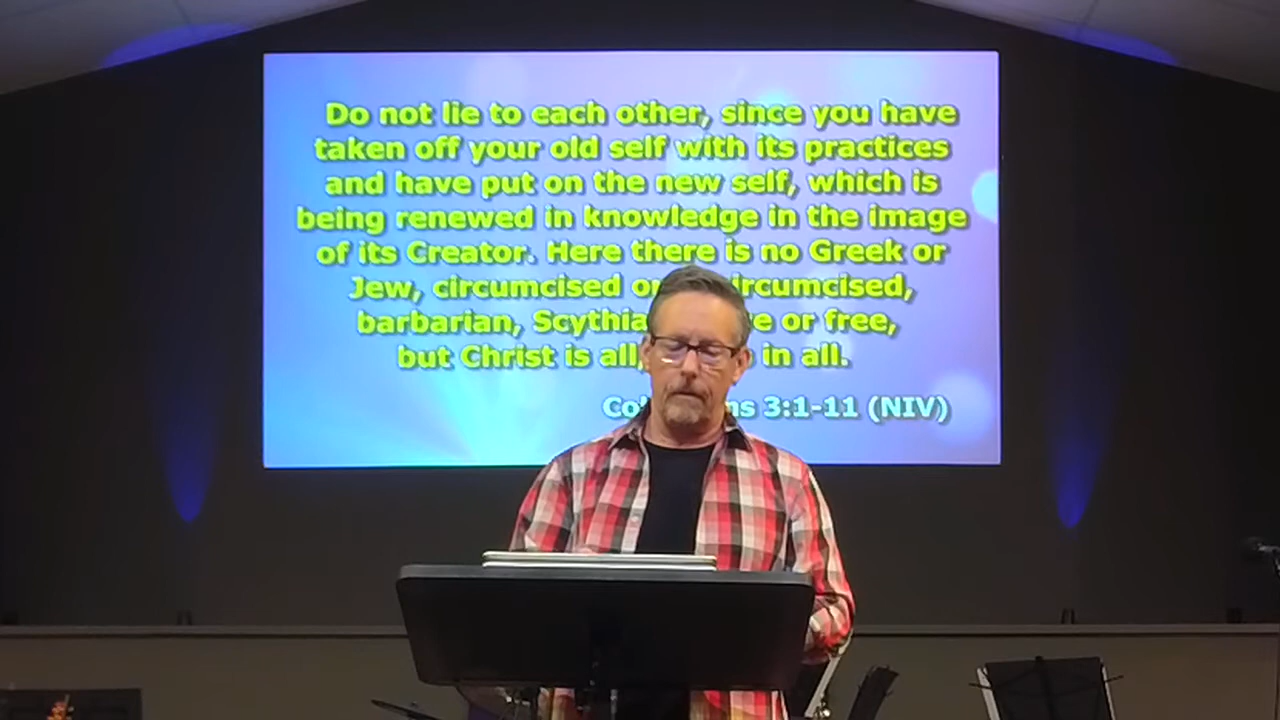 Do not lie to each other, since you have
taken off your old self with its practices
and have put on the new self, which is
being renewed in knowledge in the image
of its Creator. Here there is no Greek or
Jew, circumcised or
barbarian, or free,
but Christ is all, in all.
3:1-11 (NIV)